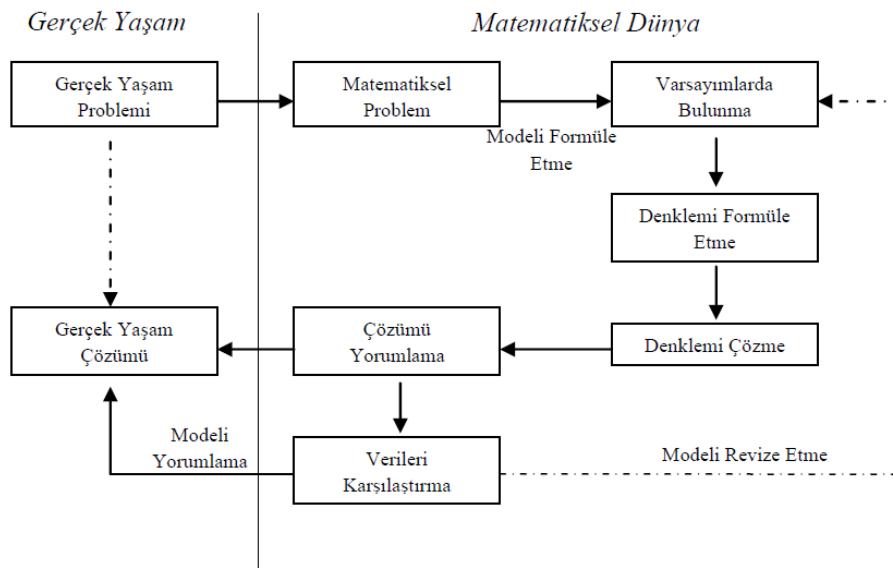 Gerçek Yaşam
Matematiksel Dünya
Gerçek Yaşam
Problemi
Matematiksel
Problem
Varsayımlarda
Bulunma
Modeli Formüle
Etme
Denklemi Formüle
Etme
Gerçek Yaşam
Çözümü
Çözümü
Yorumlama
Denklemi Çözme
Modeli
Yorumlama
Verileri
Karşılaştırma
Modeli Revize Etme